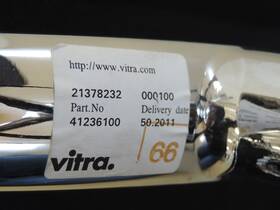 http://www.vitra.com
21378232 000100
Part.No Delivery date
41236100 50.2011
vitra. 66